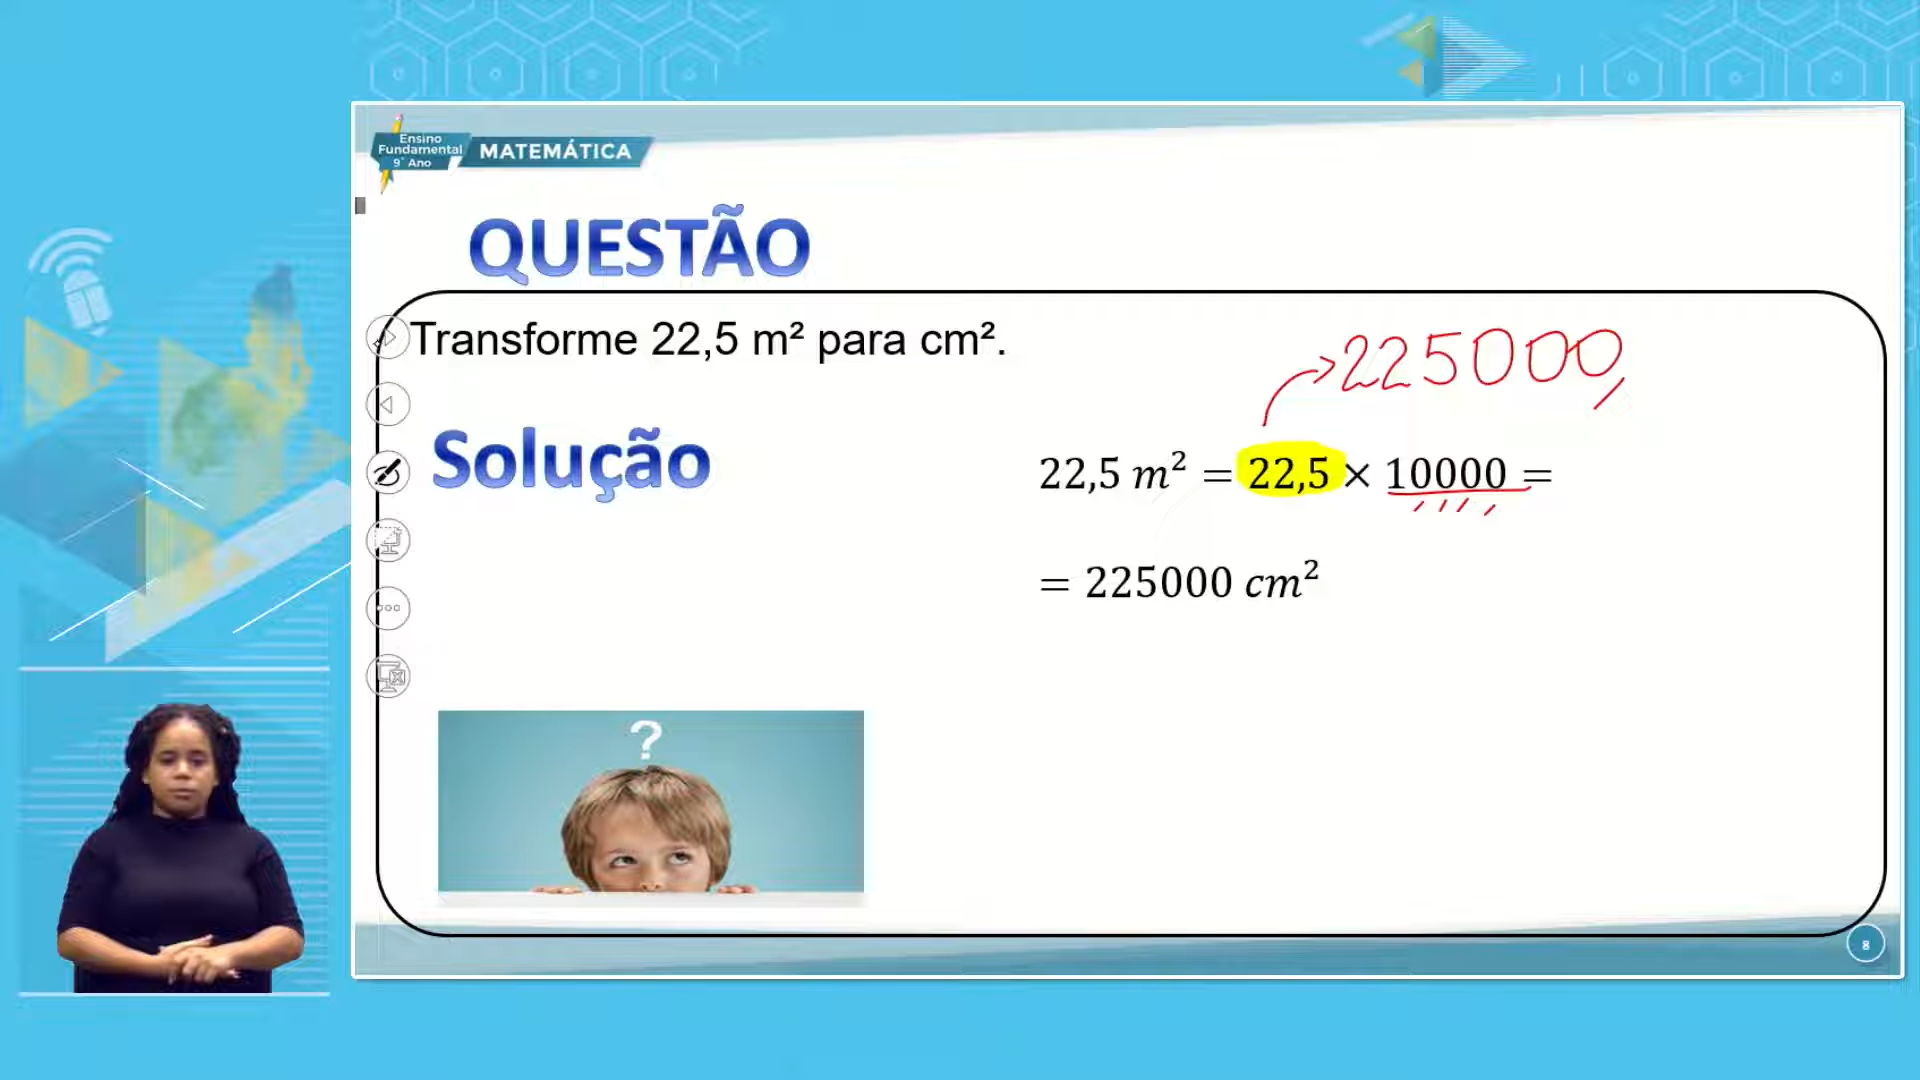 Ensino
Fundamental
9° Ano
MATEMÁTICA
QUESTÃO
Transforme 22,5 m² para cm².
225000,
Solução
22,5 m² = 22,5 × 10000 =
= 225000 cm²
?
8